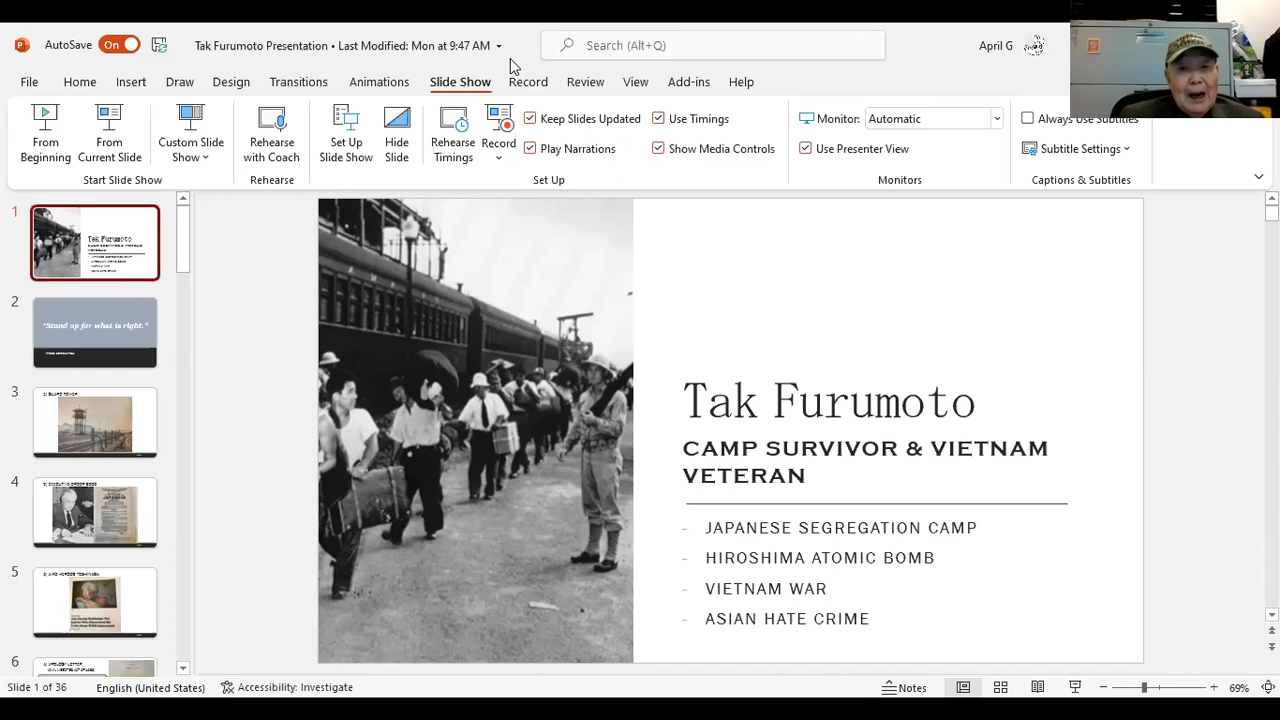 AutoSave On Tak Furumoto Presentation • Last Modified: Mon at 9:47 AM Search (Alt+Q) April G
File Home Insert Draw Design Transitions Animations Slide Show Record Review View Add-ins Help
From Beginning
From Current Slide
Custom Slide Show
Start Slide Show
Rehearse with Coach
Rehearse
Set Up Slide Show
Hide Slide
Rehearse Timings
Record
Keep Slides Updated
Play Narrations
Use Timings
Show Media Controls
Set Up
Monitor: Automatic
Use Presenter View
Monitors
Always Use Subtitles
Subtitle Settings
Captions & Subtitles
1
Tak Furumoto
2
"Stand up for what is right."
3
4
5
6
Tak Furumoto
CAMP SURVIVOR & VIETNAM
VETERAN
- JAPANESE SEGREGATION CAMP
- HIROSHIMA ATOMIC BOMB
- VIETNAM WAR
- ASIAN HATE CRIME
Slide 1 of 36 English (United States) Accessibility: Investigate Notes 69%